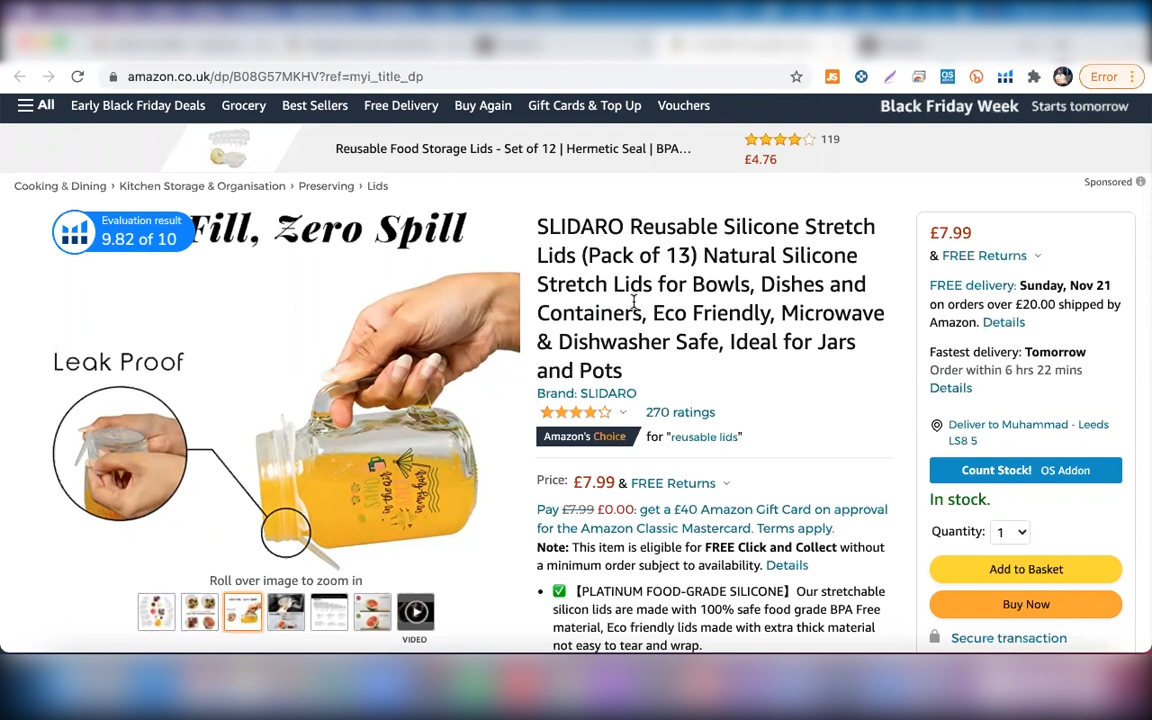 amazon.co.uk/dp/B08G57MKHV?ref=myi_title_dp
Error
All Early Black Friday Deals Grocery Best Sellers Free Delivery Buy Again Gift Cards & Top Up Vouchers Black Friday Week Starts tomorrow
Reusable Food Storage Lids - Set of 12 | Hermetic Seal | BPA...
119
£4.76
Cooking & Dining › Kitchen Storage & Organisation › Preserving › Lids
Sponsored
Evaluation result
9.82 of 10
Fill, Zero Spill
Leak Proof
Roll over image to zoom in
VIDEO
SLIDARO Reusable Silicone Stretch
Lids (Pack of 13) Natural Silicone
Stretch Lids for Bowls, Dishes and
Containers, Eco Friendly, Microwave
& Dishwasher Safe, Ideal for Jars
and Pots
Brand: SLIDARO
270 ratings
Amazon's Choice for "reusable lids"
Price: £7.99 & FREE Returns
Pay £7.99 £0.00: get a £40 Amazon Gift Card on approval
for the Amazon Classic Mastercard. Terms apply.
Note: This item is eligible for FREE Click and Collect without
a minimum order subject to availability. Details
• ✅ 【PLATINUM FOOD-GRADE SILICONE】Our stretchable
silicon lids are made with 100% safe food grade BPA Free
material, Eco friendly lids made with extra thick material
not easy to tear and wrap.
£7.99
& FREE Returns
FREE delivery: Sunday, Nov 21
on orders over £20.00 shipped by
Amazon. Details
Fastest delivery: Tomorrow
Order within 6 hrs 22 mins
Details
Deliver to Muhammad - Leeds
LS8 5
Count Stock! OS Addon
In stock.
Quantity: 1
Add to Basket
Buy Now
Secure transaction